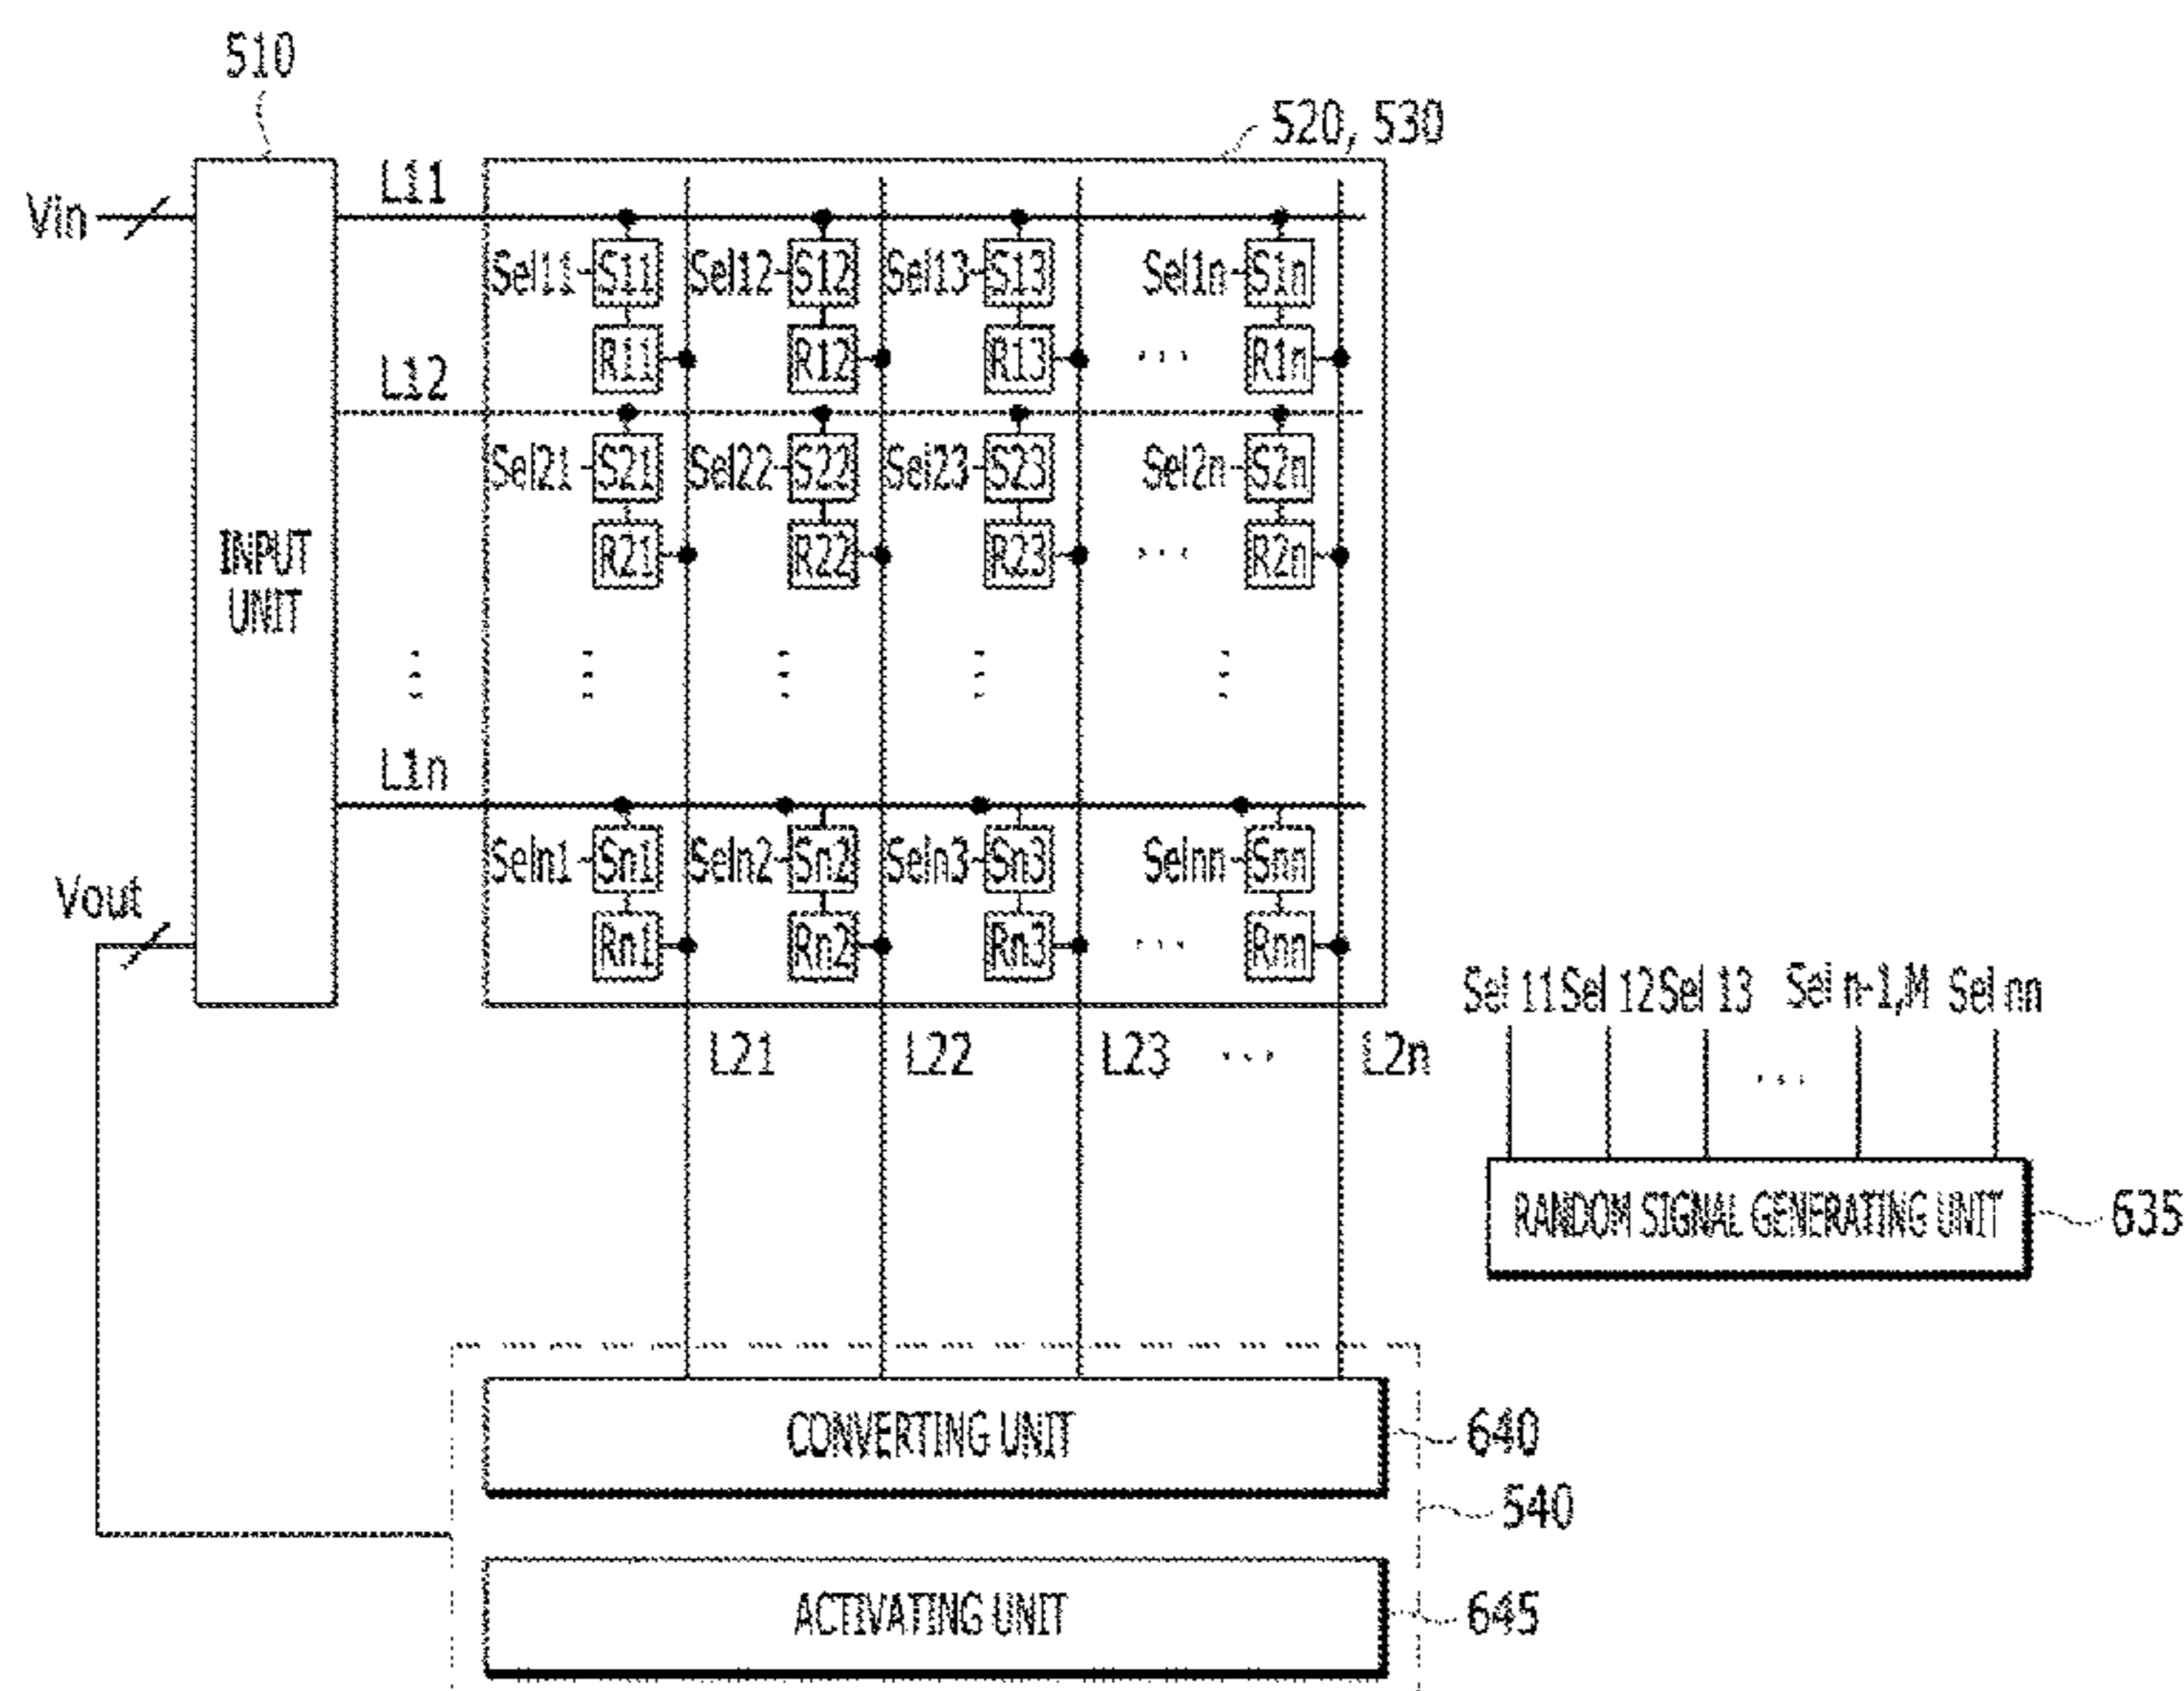 510
520, 530
Vin
L11
Sel11 S11 Sel12 S12 Sel13 S13 Sel1n S1n
R11 R12 R13 ... R1n
L12
Sel21 S21 Sel22 S22 Sel23 S23 Sel2n S2n
R21 R22 R23 ... R2n
INPUT
UNIT
L1n
Seln1 Sn1 Seln2 Sn2 Seln3 Sn3 Selnn Snn
Vout
Rn1 Rn2 Rn3 ... Rnn
Sel 11 Sel 12 Sel 13 Sel n-1,M Sel nn
L21 L22 L23 ... L2n
...
RANDOM SIGNAL GENERATING UNIT 635
CONVERTING UNIT 640
540
ACTIVATING UNIT 645